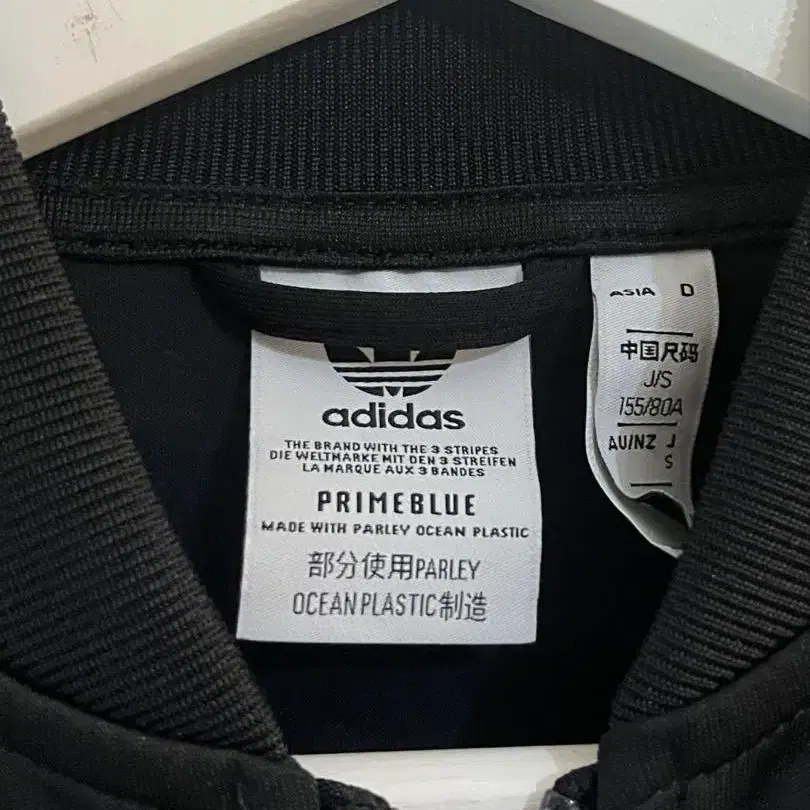 adidas
THE BRAND WITH THE 3 STRIPES
DIE WELTMARKE MIT DEN 3 STREIFEN
LA MARQUE AUX 3 BANDES
PRIMEBLUE
MADE WITH PARLEY OCEAN PLASTIC
部分使用PARLEY
OCEAN PLASTIC制造
ASIA O
中国尺码
J/S
155/80A
AU/NZ J
S